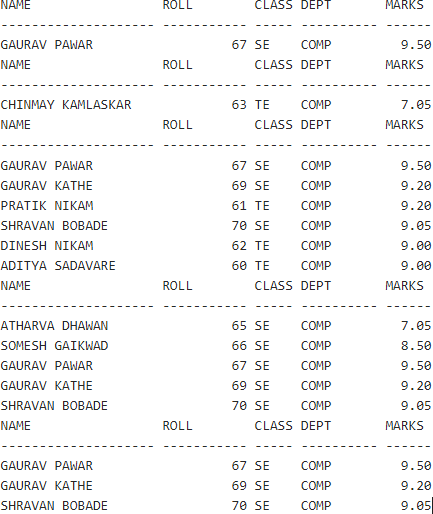 NAME ROLL CLASS DEPT MARKS
-------------------- ----------- ----- ---------- ------
GAURAV PAWAR 67 SE COMP 9.50
NAME ROLL CLASS DEPT MARKS
-------------------- ----------- ----- ---------- ------
CHINMAY KAMLASKAR 63 TE COMP 7.05
NAME ROLL CLASS DEPT MARKS
-------------------- ----------- ----- ---------- ------
GAURAV PAWAR 67 SE COMP 9.50
GAURAV KATHE 69 SE COMP 9.20
PRATIK NIKAM 61 TE COMP 9.20
SHRAVAN BOBADE 70 SE COMP 9.05
DINESH NIKAM 62 TE COMP 9.00
ADITYA SADAVARE 60 TE COMP 9.00
NAME ROLL CLASS DEPT MARKS
-------------------- ----------- ----- ---------- ------
ATHARVA DHAWAN 65 SE COMP 7.05
SOMESH GAIKWAD 66 SE COMP 8.50
GAURAV PAWAR 67 SE COMP 9.50
GAURAV KATHE 69 SE COMP 9.20
SHRAVAN BOBADE 70 SE COMP 9.05
NAME ROLL CLASS DEPT MARKS
-------------------- ----------- ----- ---------- ------
GAURAV PAWAR 67 SE COMP 9.50
GAURAV KATHE 69 SE COMP 9.20
SHRAVAN BOBADE 70 SE COMP 9.05